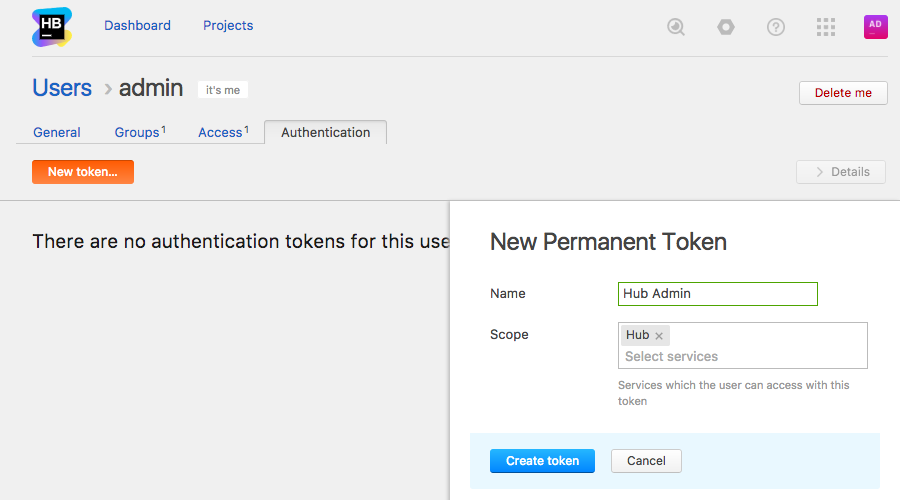 HB
Dashboard
Projects
AD
Users > admin it's me
Delete me
General
Groups 1
Access 1
Authentication
New token...
> Details
There are no authentication tokens for this use
New Permanent Token
Name
Hub Admin
Scope
Hub ×
Select services
Services which the user can access with this
token
Create token
Cancel